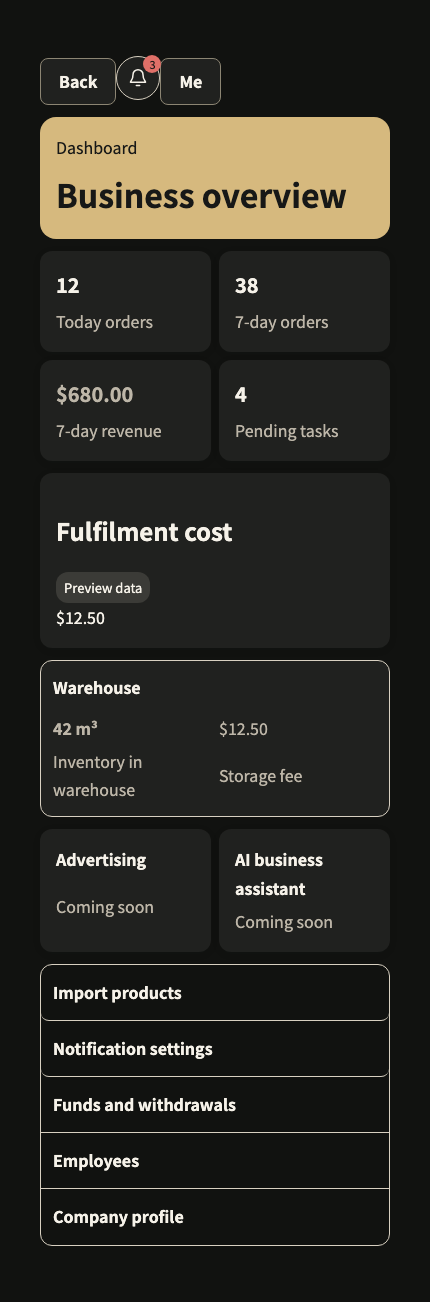 Back
3
Me
Dashboard
Business overview
12
Today orders
38
7-day orders
$680.00
7-day revenue
4
Pending tasks
Fulfilment cost
Preview data
$12.50
Warehouse
42 m³
Inventory in
warehouse
$12.50
Storage fee
Advertising
Coming soon
AI business
assistant
Coming soon
Import products
Notification settings
Funds and withdrawals
Employees
Company profile